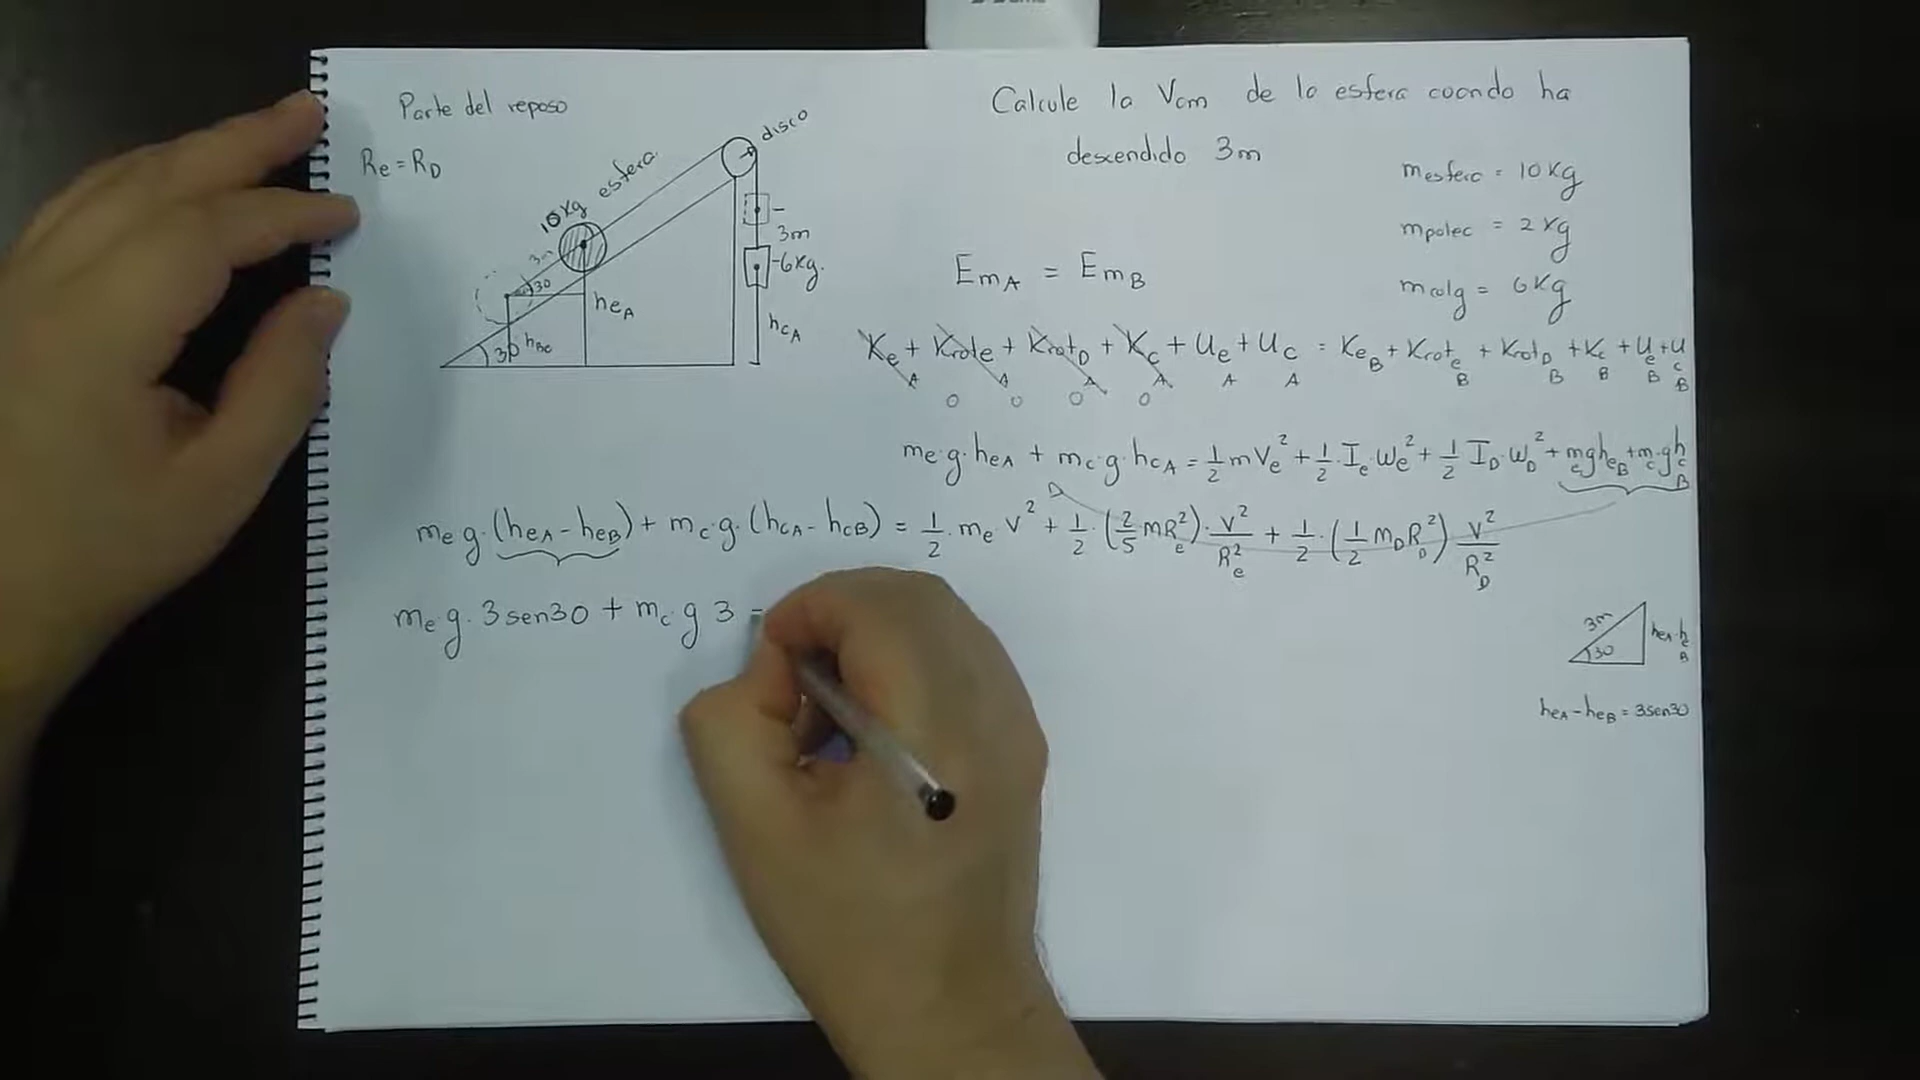 Parte del reposo
Re = RD
10Kg esfera
disco
3m
30
heA
hBe
30
3m
-6Kg.
hcA
Calcule la Vcm de la esfera cuando ha
descendido 3m
mesfera = 10Kg
mpolea = 2Kg
mcolg = 6Kg
EmA = EmB
KeA + KroteA + KrotDA + KcA + UeA + UcA = KeB + KroteB + KrotDB + KcB + UeB + UcB
0 0 0 0
me·g·heA + mc·g·hcA = 1/2 mVe² + 1/2·Ie·We² + 1/2 ID·WD² + megheB + mc·ghcB
me g·(heA - heB) + mc·g·(hcA - hcB) = 1/2·me·V² + 1/2·(2/5 mRe²)·V²/Re² + 1/2·(1/2 mDRD²) V²/RD²
me·g·3sen30 + mc·g 3 =
3m
30
heA-heB
heA-heB = 3sen30